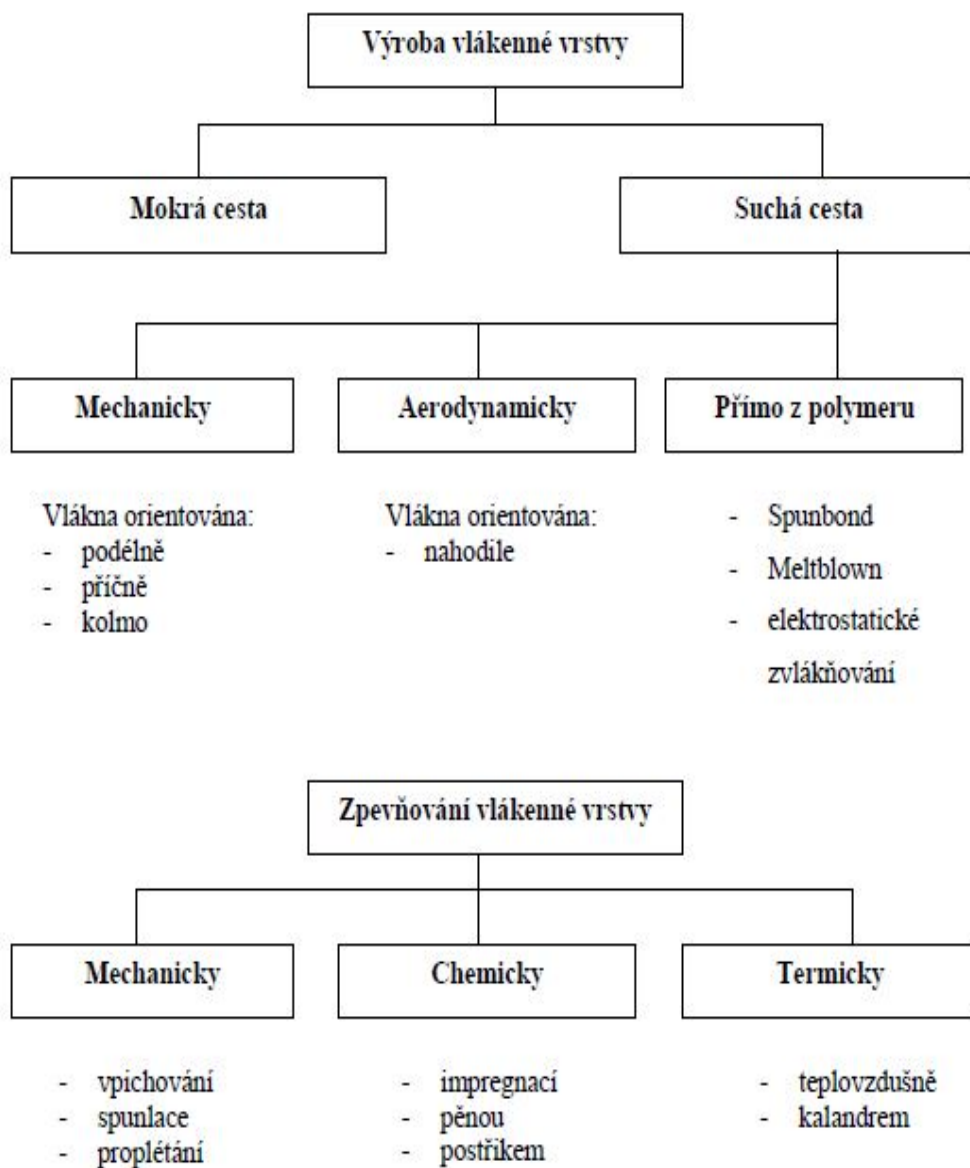 Výroba vlákenné vrstvy
Mokrá cesta
Suchá cesta
Mechanicky
Aerodynamicky
Přímo z polymeru
Vlákna orientována:
- podélně
- příčně
- kolmo
Vlákna orientována:
- nahodile
- Spunbond
- Meltblown
- elektrostatické
zvlákňování
Zpevňování vlákenné vrstvy
Mechanicky
Chemicky
Termicky
- vpichování
- spunlace
- proplétání
- impregnací
- pěnou
- postřikem
- teplovzdušně
- kalandrem